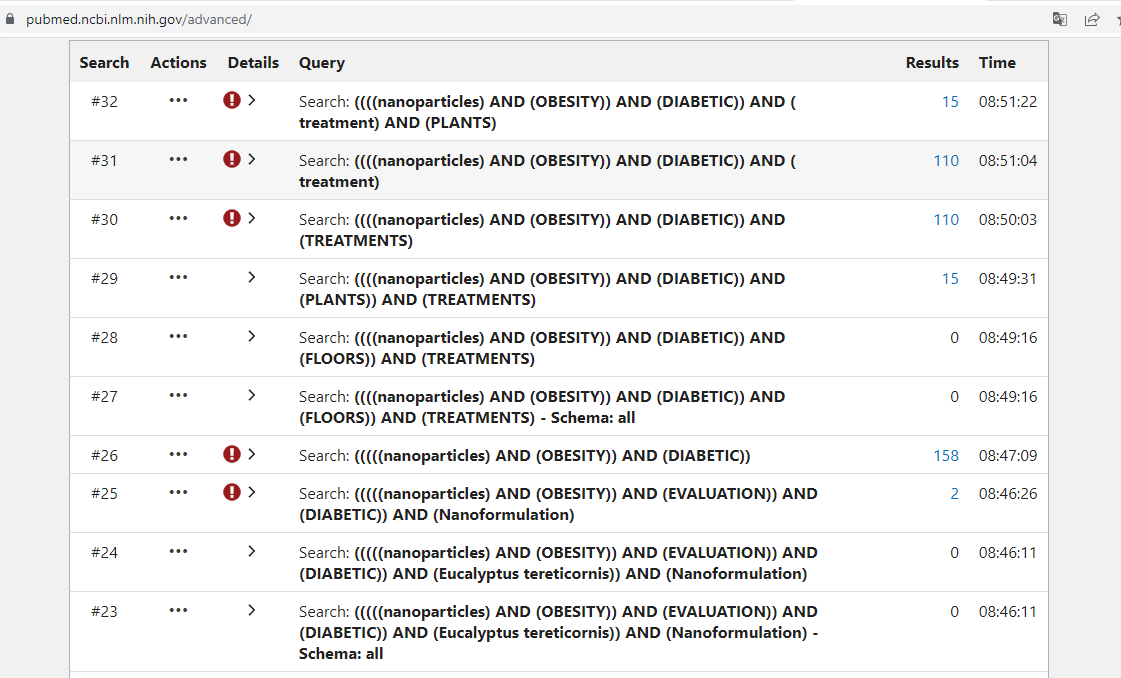 pubmed.ncbi.nlm.nih.gov/advanced/
Search Actions Details Query Results Time
#32 ••• ! > Search: ((((nanoparticles) AND (OBESITY)) AND (DIABETIC)) AND ( 15 08:51:22
treatment) AND (PLANTS)
#31 ••• ! > Search: ((((nanoparticles) AND (OBESITY)) AND (DIABETIC)) AND ( 110 08:51:04
treatment)
#30 ••• ! > Search: ((((nanoparticles) AND (OBESITY)) AND (DIABETIC)) AND 110 08:50:03
(TREATMENTS)
#29 ••• > Search: ((((nanoparticles) AND (OBESITY)) AND (DIABETIC)) AND 15 08:49:31
(PLANTS)) AND (TREATMENTS)
#28 ••• > Search: ((((nanoparticles) AND (OBESITY)) AND (DIABETIC)) AND 0 08:49:16
(FLOORS)) AND (TREATMENTS)
#27 ••• > Search: ((((nanoparticles) AND (OBESITY)) AND (DIABETIC)) AND 0 08:49:16
(FLOORS)) AND (TREATMENTS) - Schema: all
#26 ••• ! > Search: (((((nanoparticles) AND (OBESITY)) AND (DIABETIC)) 158 08:47:09
#25 ••• ! > Search: (((((nanoparticles) AND (OBESITY)) AND (EVALUATION)) AND 2 08:46:26
(DIABETIC)) AND (Nanoformulation)
#24 ••• > Search: (((((nanoparticles) AND (OBESITY)) AND (EVALUATION)) AND 0 08:46:11
(DIABETIC)) AND (Eucalyptus tereticornis)) AND (Nanoformulation)
#23 ••• > Search: (((((nanoparticles) AND (OBESITY)) AND (EVALUATION)) AND 0 08:46:11
(DIABETIC)) AND (Eucalyptus tereticornis)) AND (Nanoformulation) -
Schema: all